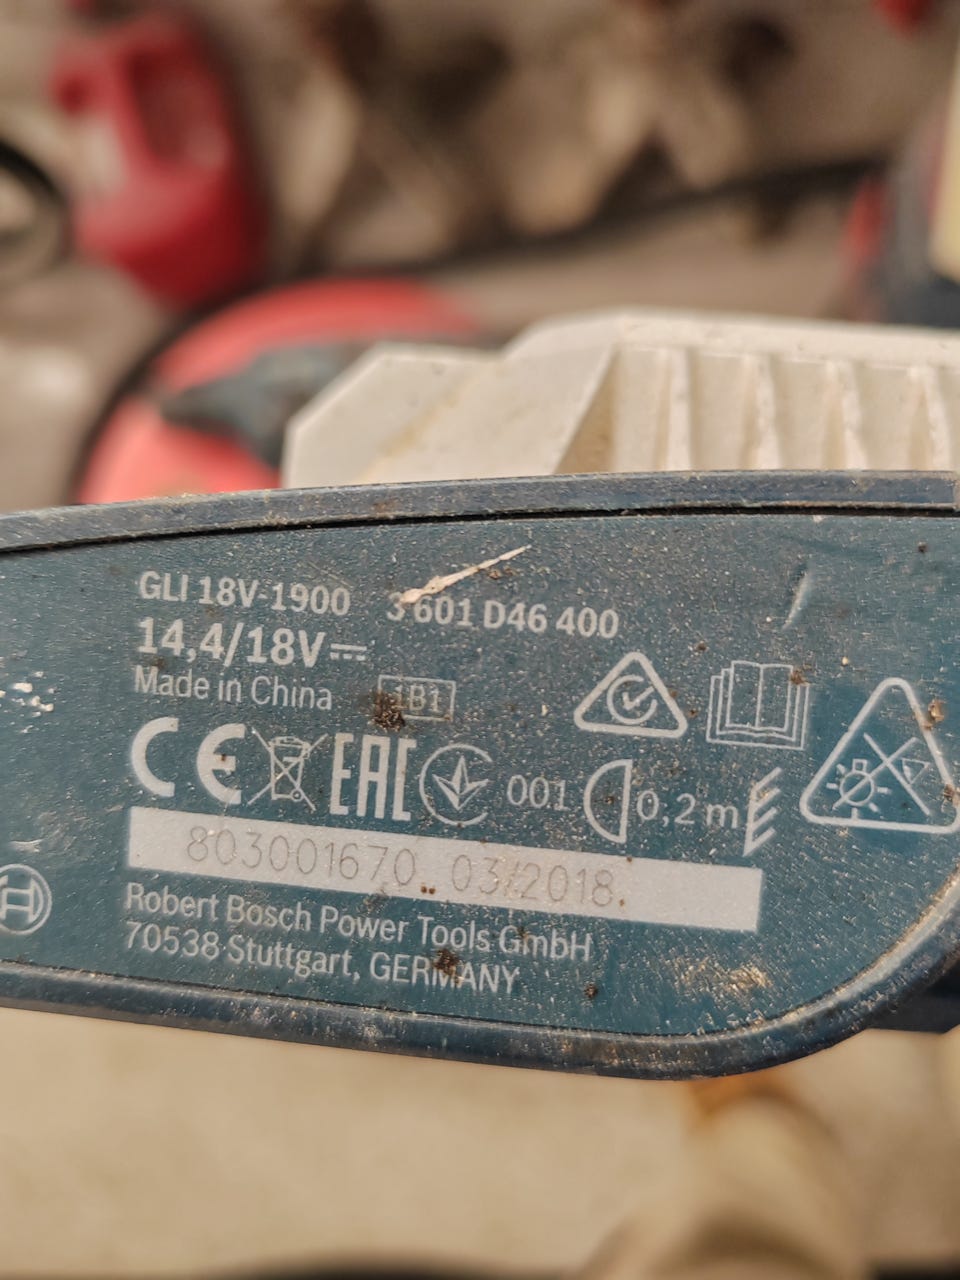 GLI 18V-1900 3 601 D46 400
14,4/18V
Made in China 1B1
CE EAC 001 0,2 m
803001670 03/2018
Robert Bosch Power Tools GmbH
70538 Stuttgart, GERMANY